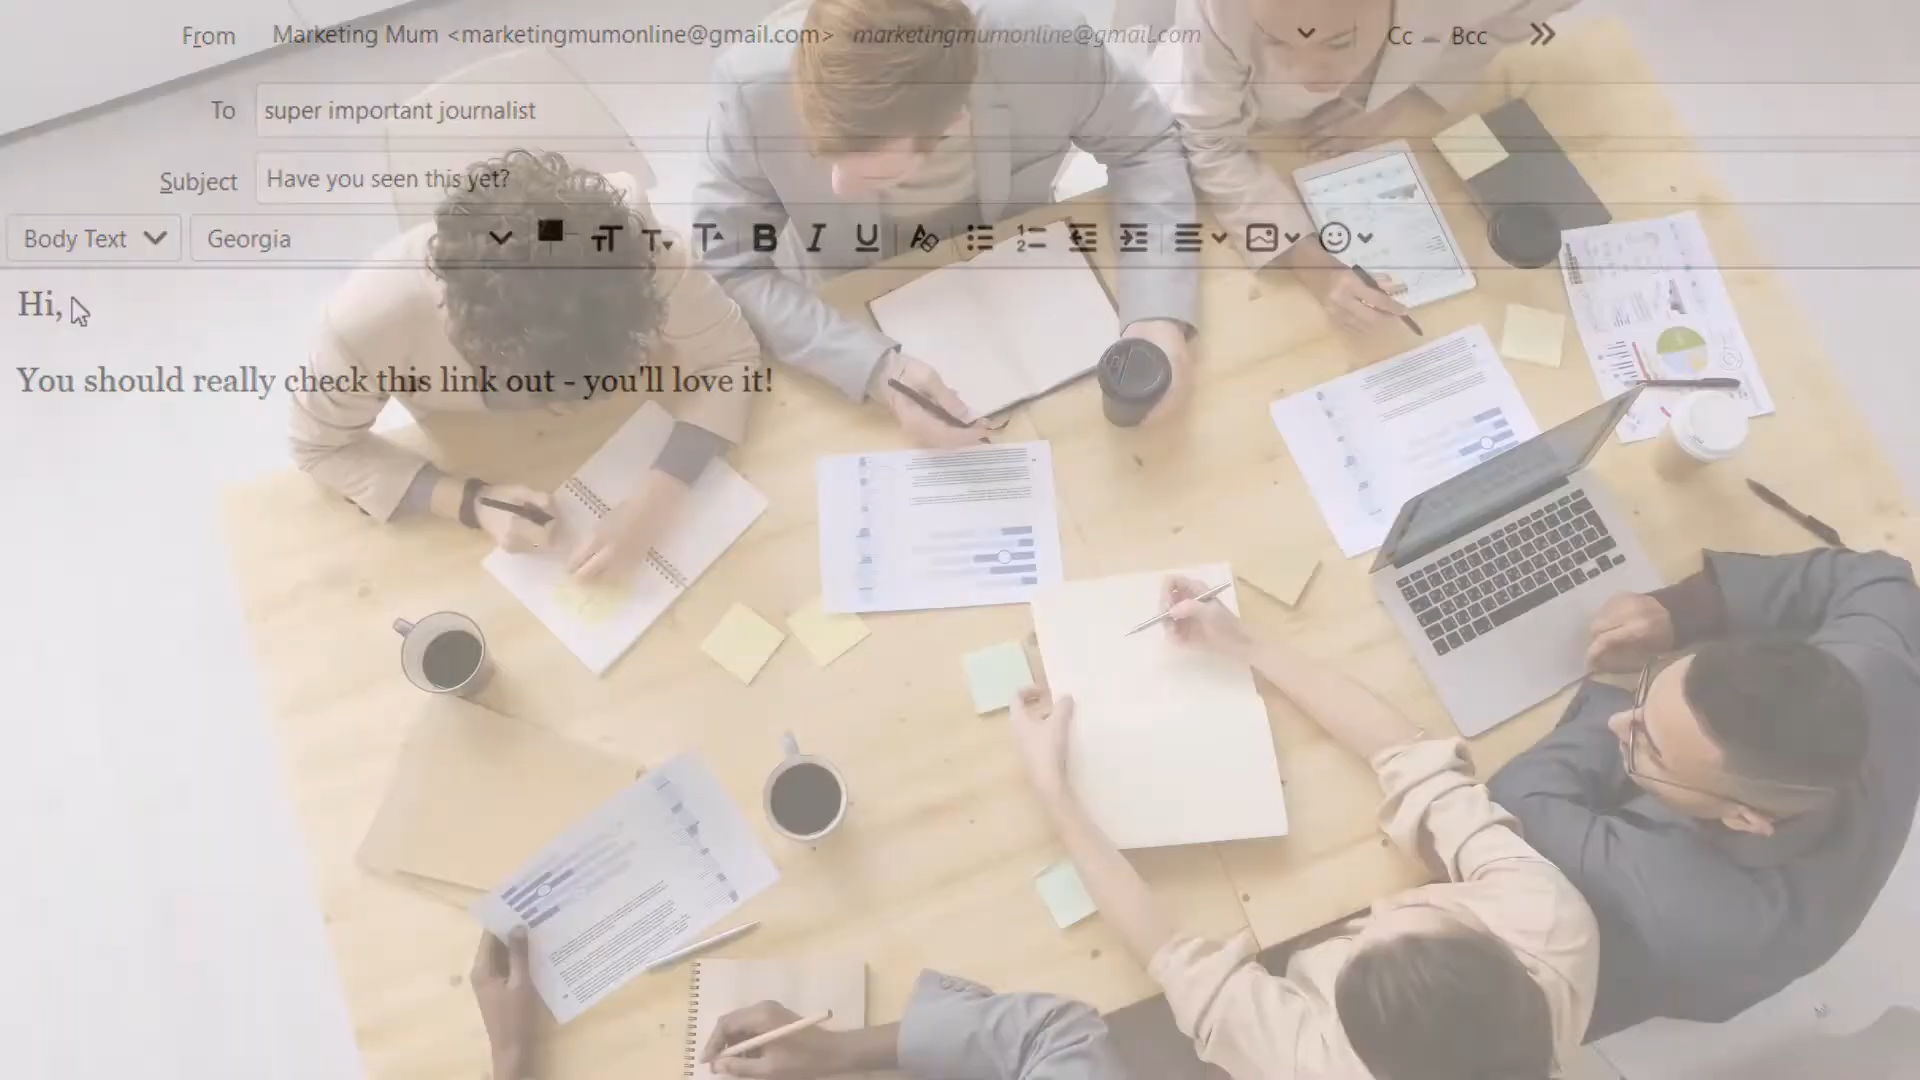 From Marketing Mum <marketingmumonline@gmail.com> marketingmumonline@gmail.com Cc Bcc
To super important journalist
Subject Have you seen this yet?
Body Text Georgia
Hi,
You should really check this link out - you'll love it!